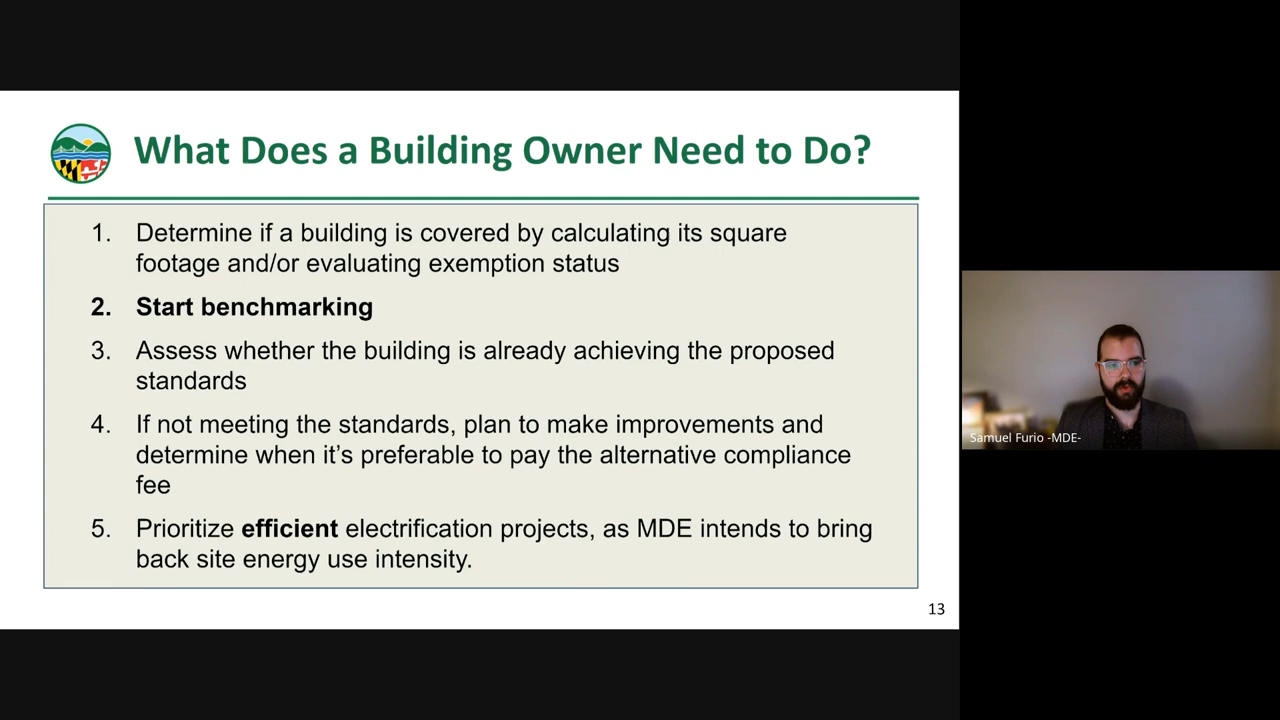 What Does a Building Owner Need to Do?
1. Determine if a building is covered by calculating its square
footage and/or evaluating exemption status
2. Start benchmarking
3. Assess whether the building is already achieving the proposed
standards
4. If not meeting the standards, plan to make improvements and
determine when it’s preferable to pay the alternative compliance
fee
5. Prioritize efficient electrification projects, as MDE intends to bring
back site energy use intensity.
13
Samuel Furio -MDE-